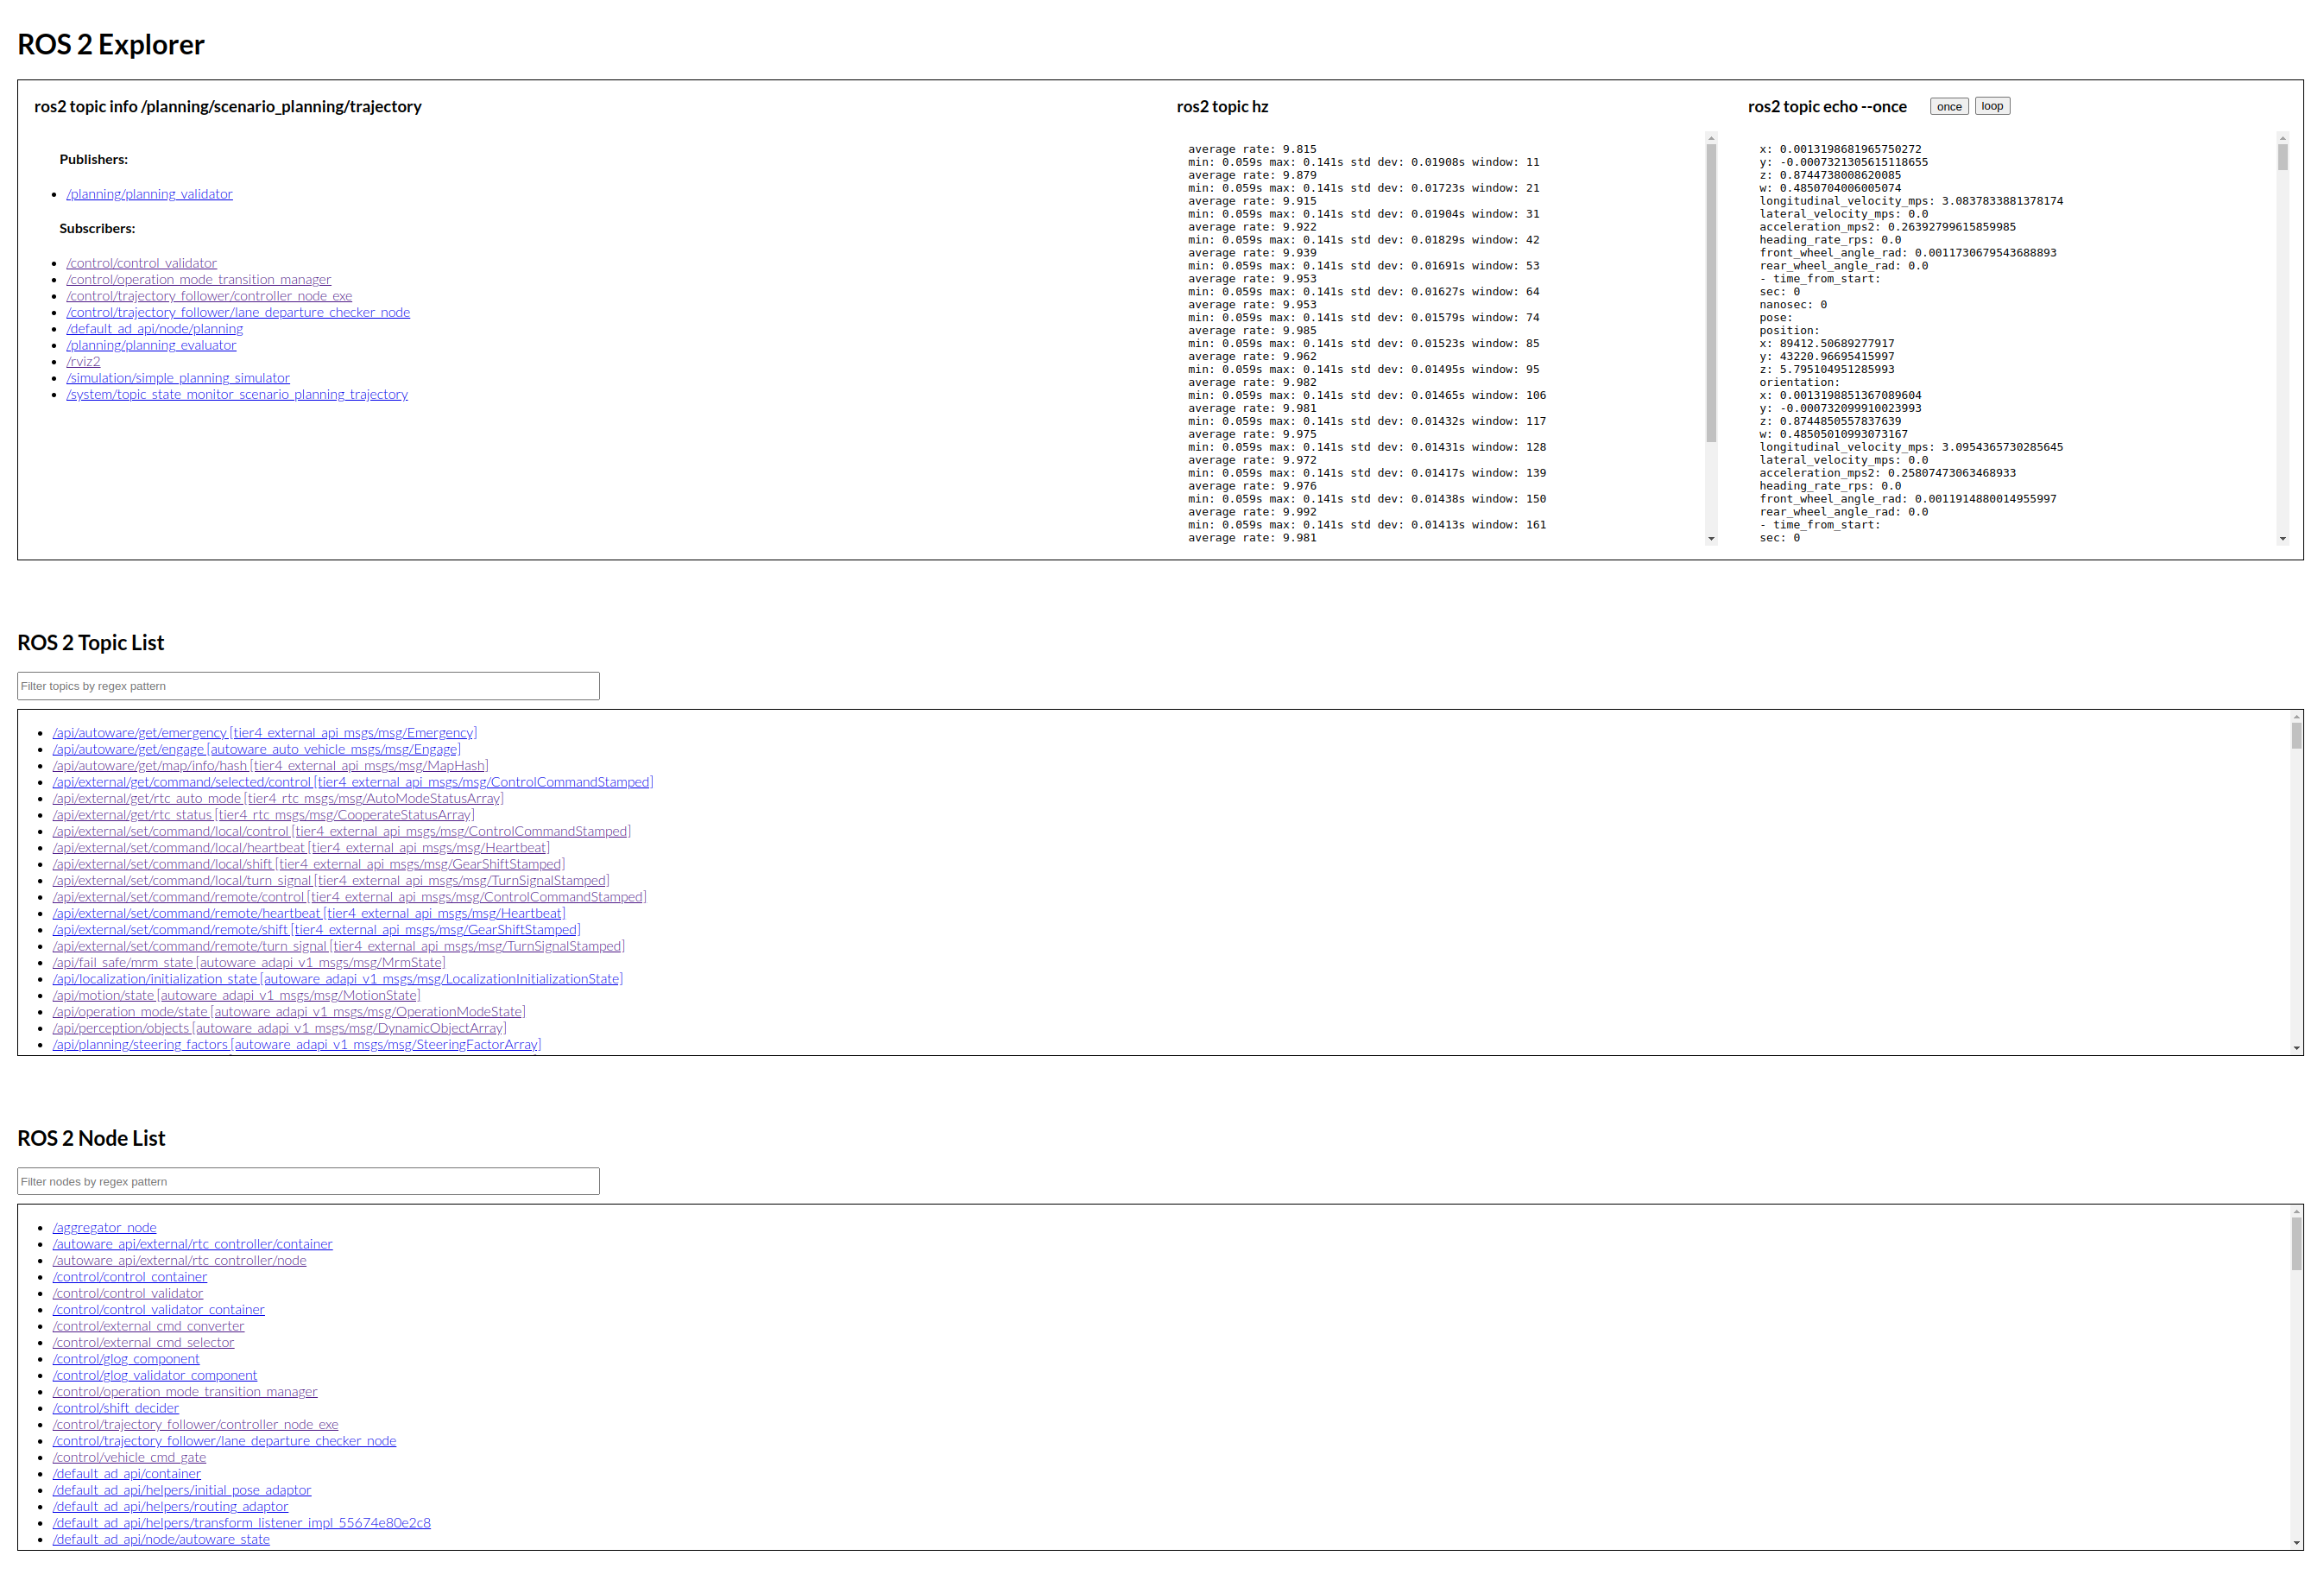 ROS 2 Explorer
ros2 topic info /planning/scenario_planning/trajectory
Publishers:
/planning/planning_validator
Subscribers:
/control/control_validator
/control/operation_mode_transition_manager
/control/trajectory_follower/controller_node_exe
/control/trajectory_follower/lane_departure_checker_node
/default_ad_api/node/planning
/planning/planning_evaluator
/rviz2
/simulation/simple_planning_simulator
/system/topic_state_monitor_scenario_planning_trajectory
ros2 topic hz
average rate: 9.815
min: 0.059s max: 0.141s std dev: 0.01908s window: 11
average rate: 9.879
min: 0.059s max: 0.141s std dev: 0.01723s window: 21
average rate: 9.915
min: 0.059s max: 0.141s std dev: 0.01904s window: 31
average rate: 9.922
min: 0.059s max: 0.141s std dev: 0.01829s window: 42
average rate: 9.939
min: 0.059s max: 0.141s std dev: 0.01691s window: 53
average rate: 9.953
min: 0.059s max: 0.141s std dev: 0.01627s window: 64
average rate: 9.953
min: 0.059s max: 0.141s std dev: 0.01579s window: 74
average rate: 9.985
min: 0.059s max: 0.141s std dev: 0.01523s window: 85
average rate: 9.962
min: 0.059s max: 0.141s std dev: 0.01495s window: 95
average rate: 9.982
min: 0.059s max: 0.141s std dev: 0.01465s window: 106
average rate: 9.981
min: 0.059s max: 0.141s std dev: 0.01432s window: 117
average rate: 9.975
min: 0.059s max: 0.141s std dev: 0.01431s window: 128
average rate: 9.972
min: 0.059s max: 0.141s std dev: 0.01417s window: 139
average rate: 9.976
min: 0.059s max: 0.141s std dev: 0.01438s window: 150
average rate: 9.992
min: 0.059s max: 0.141s std dev: 0.01413s window: 161
average rate: 9.981
ros2 topic echo --once once loop
x: 0.0013198681965750272
y: -0.0007321305615118655
z: 0.8744738008620085
w: 0.4850704006005074
longitudinal_velocity_mps: 3.0837833881378174
lateral_velocity_mps: 0.0
acceleration_mps2: 0.26392799615859985
heading_rate_rps: 0.0
front_wheel_angle_rad: 0.0011730679543688893
rear_wheel_angle_rad: 0.0
- time_from_start:
sec: 0
nanosec: 0
pose:
position:
x: 89412.50689277917
y: 43220.96695415997
z: 5.795104951285993
orientation:
x: 0.0013198851367089604
y: -0.000732099910023993
z: 0.8744850557837639
w: 0.48505010993073167
longitudinal_velocity_mps: 3.0954365730285645
lateral_velocity_mps: 0.0
acceleration_mps2: 0.25807473063468933
heading_rate_rps: 0.0
front_wheel_angle_rad: 0.0011914880014955997
rear_wheel_angle_rad: 0.0
- time_from_start:
sec: 0
ROS 2 Topic List
Filter topics by regex pattern
/api/autoware/get/emergency [tier4_external_api_msgs/msg/Emergency]
/api/autoware/get/engage [autoware_auto_vehicle_msgs/msg/Engage]
/api/autoware/get/map/info/hash [tier4_external_api_msgs/msg/MapHash]
/api/external/get/command/selected/control [tier4_external_api_msgs/msg/ControlCommandStamped]
/api/external/get/rtc_auto_mode [tier4_rtc_msgs/msg/AutoModeStatusArray]
/api/external/get/rtc_status [tier4_rtc_msgs/msg/CooperateStatusArray]
/api/external/set/command/local/control [tier4_external_api_msgs/msg/ControlCommandStamped]
/api/external/set/command/local/heartbeat [tier4_external_api_msgs/msg/Heartbeat]
/api/external/set/command/local/shift [tier4_external_api_msgs/msg/GearShiftStamped]
/api/external/set/command/local/turn_signal [tier4_external_api_msgs/msg/TurnSignalStamped]
/api/external/set/command/remote/control [tier4_external_api_msgs/msg/ControlCommandStamped]
/api/external/set/command/remote/heartbeat [tier4_external_api_msgs/msg/Heartbeat]
/api/external/set/command/remote/shift [tier4_external_api_msgs/msg/GearShiftStamped]
/api/external/set/command/remote/turn_signal [tier4_external_api_msgs/msg/TurnSignalStamped]
/api/fail_safe/mrm_state [autoware_adapi_v1_msgs/msg/MrmState]
/api/localization/initialization_state [autoware_adapi_v1_msgs/msg/LocalizationInitializationState]
/api/motion/state [autoware_adapi_v1_msgs/msg/MotionState]
/api/operation_mode/state [autoware_adapi_v1_msgs/msg/OperationModeState]
/api/perception/objects [autoware_adapi_v1_msgs/msg/DynamicObjectArray]
/api/planning/steering_factors [autoware_adapi_v1_msgs/msg/SteeringFactorArray]
ROS 2 Node List
Filter nodes by regex pattern
/aggregator_node
/autoware_api/external/rtc_controller/container
/autoware_api/external/rtc_controller/node
/control/control_container
/control/control_validator
/control/control_validator_container
/control/external_cmd_converter
/control/external_cmd_selector
/control/glog_component
/control/glog_validator_component
/control/operation_mode_transition_manager
/control/shift_decider
/control/trajectory_follower/controller_node_exe
/control/trajectory_follower/lane_departure_checker_node
/control/vehicle_cmd_gate
/default_ad_api/container
/default_ad_api/helpers/initial_pose_adaptor
/default_ad_api/helpers/routing_adaptor
/default_ad_api/helpers/transform_listener_impl_55674e80e2c8
/default_ad_api/node/autoware_state